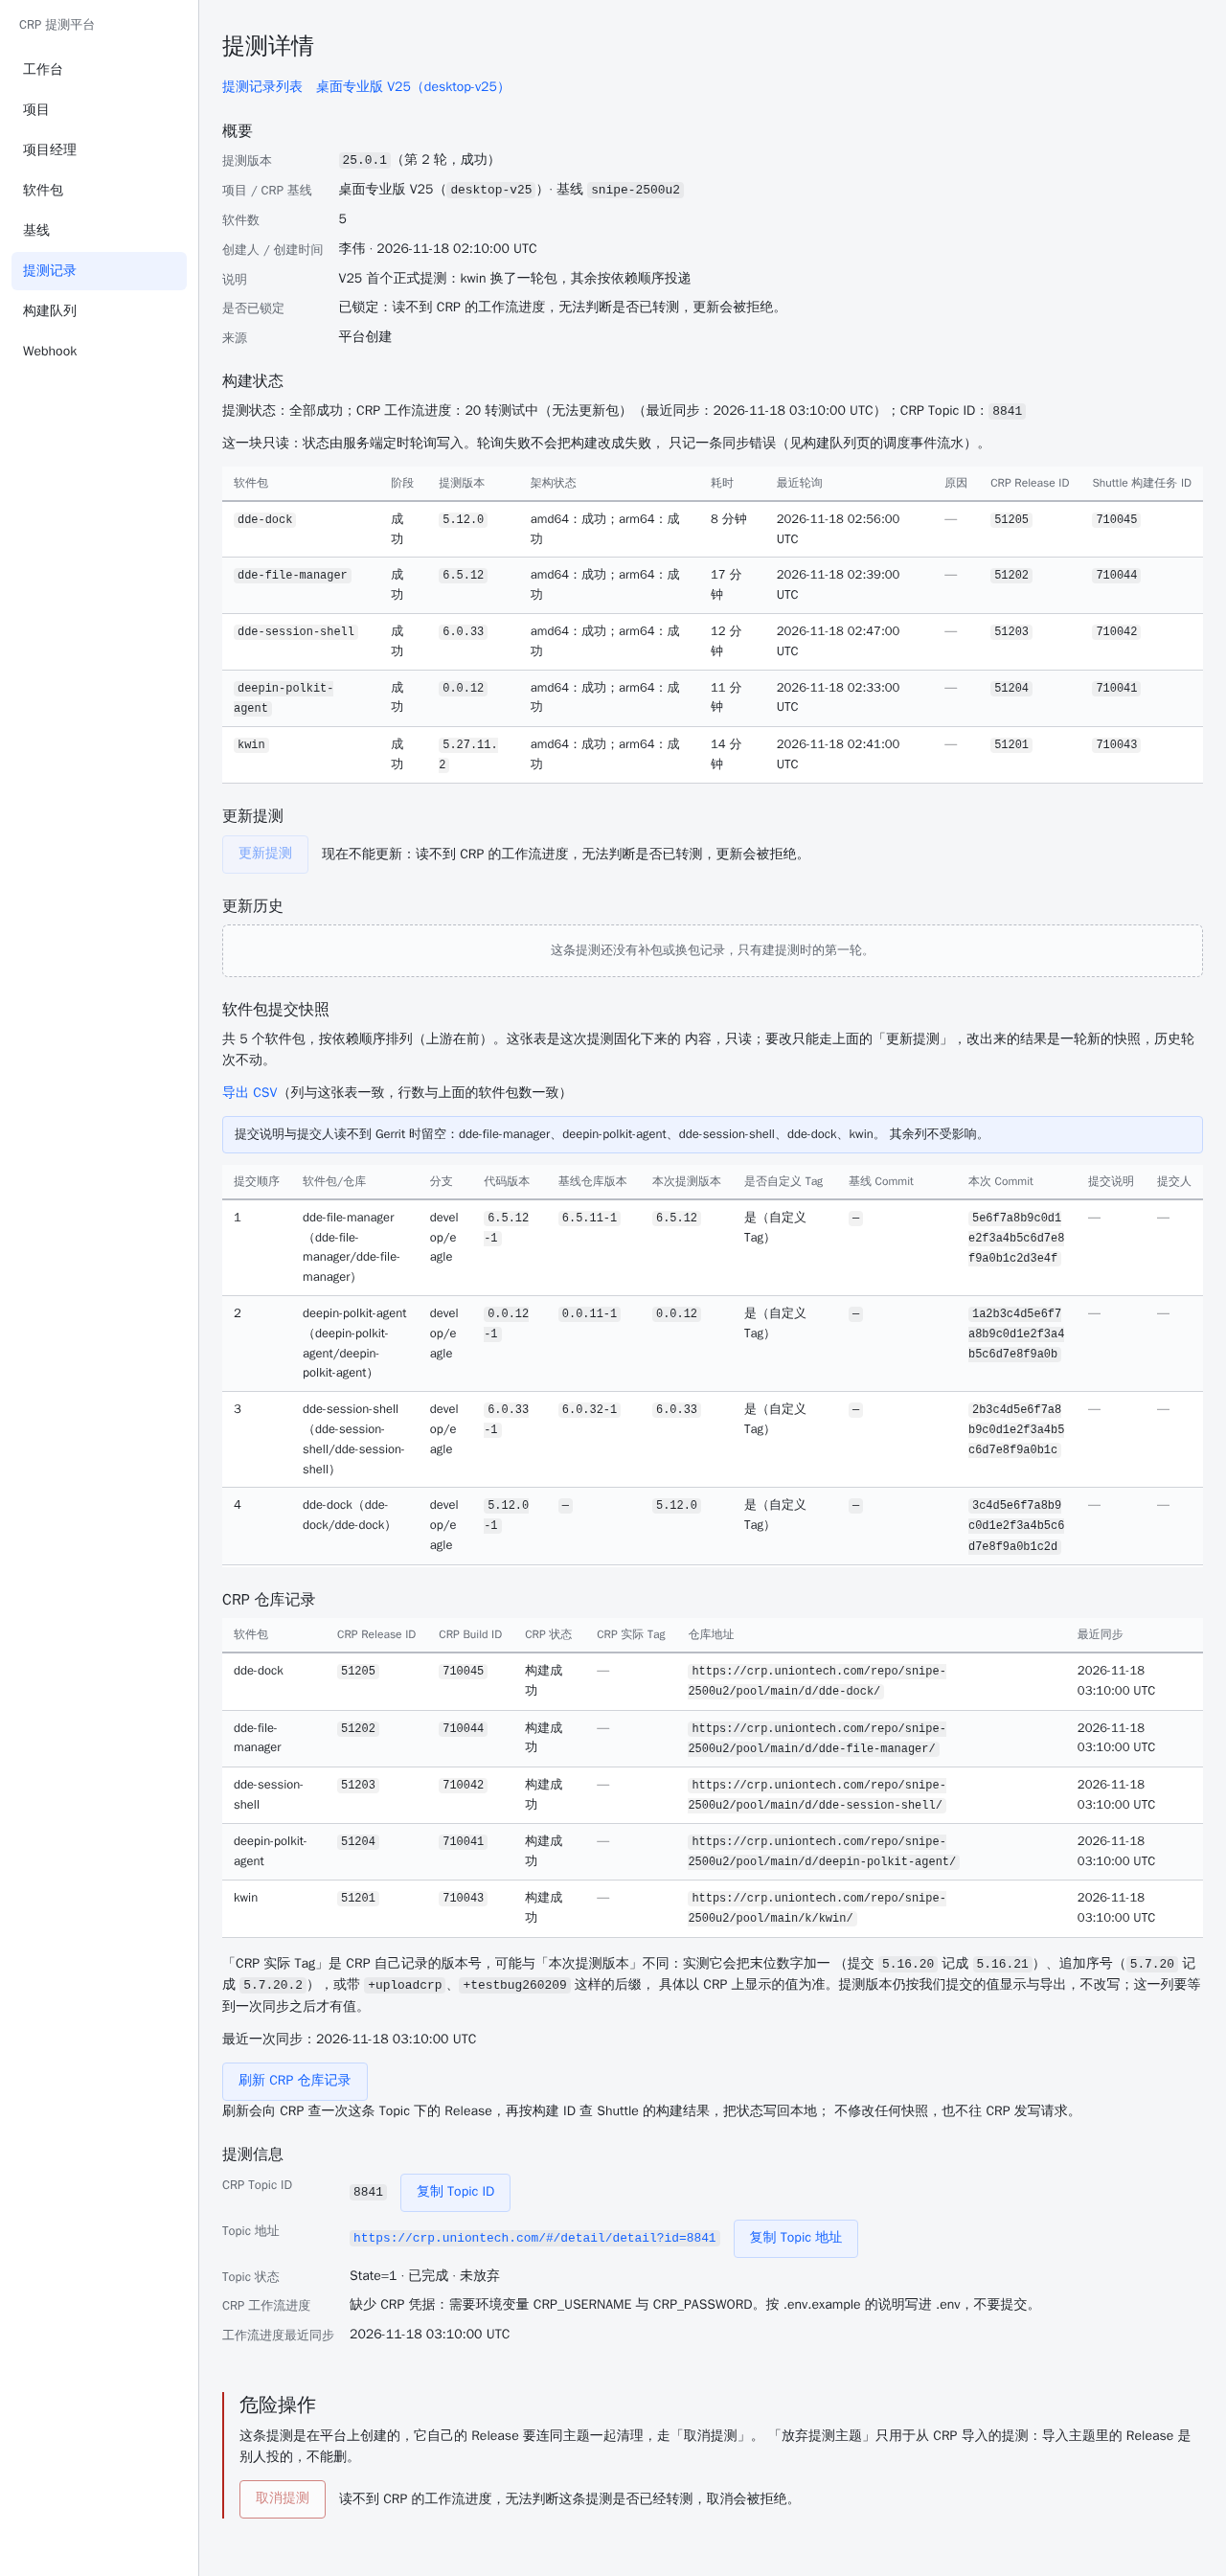 CRP 提测平台
工作台
项目
项目经理
软件包
基线
提测记录
构建队列
Webhook
提测详情
提测记录列表 桌面专业版 V25（desktop-v25）
概要
提测版本 25.0.1（第 2 轮，成功）
项目 / CRP 基线 桌面专业版 V25（desktop-v25）· 基线 snipe-2500u2
软件数 5
创建人 / 创建时间 李伟 · 2026-11-18 02:10:00 UTC
说明 V25 首个正式提测：kwin 换了一轮包，其余按依赖顺序投递
是否已锁定 已锁定：读不到 CRP 的工作流进度，无法判断是否已转测，更新会被拒绝。
来源 平台创建
构建状态
提测状态：全部成功；CRP 工作流进度：20 转测试中（无法更新包）（最近同步：2026-11-18 03:10:00 UTC）；CRP Topic ID：8841
这一块只读：状态由服务端定时轮询写入。轮询失败不会把构建改成失败， 只记一条同步错误（见构建队列页的调度事件流水）。
软件包 阶段 提测版本 架构状态 耗时 最近轮询 原因 CRP Release ID Shuttle 构建任务 ID
dde-dock 成 5.12.0 amd64：成功；arm64：成 8 分钟 2026-11-18 02:56:00 — 51205 710045
功 功 UTC
dde-file-manager 成 6.5.12 amd64：成功；arm64：成 17 分 2026-11-18 02:39:00 — 51202 710044
功 功 钟 UTC
dde-session-shell 成 6.0.33 amd64：成功；arm64：成 12 分 2026-11-18 02:47:00 — 51203 710042
功 功 钟 UTC
deepin-polkit- 成 0.0.12 amd64：成功；arm64：成 11 分 2026-11-18 02:33:00 — 51204 710041
agent 功 功 钟 UTC
kwin 成 5.27.11. amd64：成功；arm64：成 14 分 2026-11-18 02:41:00 — 51201 710043
功 2 功 钟 UTC
更新提测
更新提测 现在不能更新：读不到 CRP 的工作流进度，无法判断是否已转测，更新会被拒绝。
更新历史
这条提测还没有补包或换包记录，只有建提测时的第一轮。
软件包提交快照
共 5 个软件包，按依赖顺序排列（上游在前）。这张表是这次提测固化下来的 内容，只读；要改只能走上面的「更新提测」，改出来的结果是一轮新的快照，历史轮
次不动。
导出 CSV（列与这张表一致，行数与上面的软件包数一致）
提交说明与提交人读不到 Gerrit 时留空：dde-file-manager、deepin-polkit-agent、dde-session-shell、dde-dock、kwin。 其余列不受影响。
提交顺序 软件包/仓库 分支 代码版本 基线仓库版本 本次提测版本 是否自定义 Tag 基线 Commit 本次 Commit 提交说明 提交人
1 dde-file-manager devel 6.5.12 6.5.11-1 6.5.12 是（自定义 — 5e6f7a8b9c0d1 — —
（dde-file- op/e -1 Tag） e2f3a4b5c6d7e8
manager/dde-file- agle f9a0b1c2d3e4f
manager）
2 deepin-polkit-agent devel 0.0.12 0.0.11-1 0.0.12 是（自定义 — 1a2b3c4d5e6f7 — —
（deepin-polkit- op/e -1 Tag） a8b9c0d1e2f3a4
agent/deepin- agle b5c6d7e8f9a0b
polkit-agent）
3 dde-session-shell devel 6.0.33 6.0.32-1 6.0.33 是（自定义 — 2b3c4d5e6f7a8 — —
（dde-session- op/e -1 Tag） b9c0d1e2f3a4b5
shell/dde-session- agle c6d7e8f9a0b1c
shell）
4 dde-dock（dde- devel 5.12.0 — 5.12.0 是（自定义 — 3c4d5e6f7a8b9 — —
dock/dde-dock） op/e -1 Tag） c0d1e2f3a4b5c6
agle d7e8f9a0b1c2d
CRP 仓库记录
软件包 CRP Release ID CRP Build ID CRP 状态 CRP 实际 Tag 仓库地址 最近同步
dde-dock 51205 710045 构建成 — https://crp.uniontech.com/repo/snipe- 2026-11-18
功 2500u2/pool/main/d/dde-dock/ 03:10:00 UTC
dde-file- 51202 710044 构建成 — https://crp.uniontech.com/repo/snipe- 2026-11-18
manager 功 2500u2/pool/main/d/dde-file-manager/ 03:10:00 UTC
dde-session- 51203 710042 构建成 — https://crp.uniontech.com/repo/snipe- 2026-11-18
shell 功 2500u2/pool/main/d/dde-session-shell/ 03:10:00 UTC
deepin-polkit- 51204 710041 构建成 — https://crp.uniontech.com/repo/snipe- 2026-11-18
agent 功 2500u2/pool/main/d/deepin-polkit-agent/ 03:10:00 UTC
kwin 51201 710043 构建成 — https://crp.uniontech.com/repo/snipe- 2026-11-18
功 2500u2/pool/main/k/kwin/ 03:10:00 UTC
「CRP 实际 Tag」是 CRP 自己记录的版本号，可能与「本次提测版本」不同：实测它会把末位数字加一 （提交 5.16.20 记成 5.16.21）、追加序号（5.7.20 记
成 5.7.20.2），或带 +uploadcrp、+testbug260209 这样的后缀， 具体以 CRP 上显示的值为准。提测版本仍按我们提交的值显示与导出，不改写；这一列要等
到一次同步之后才有值。
最近一次同步：2026-11-18 03:10:00 UTC
刷新 CRP 仓库记录
刷新会向 CRP 查一次这条 Topic 下的 Release，再按构建 ID 查 Shuttle 的构建结果，把状态写回本地； 不修改任何快照，也不往 CRP 发写请求。
提测信息
CRP Topic ID 8841 复制 Topic ID
Topic 地址 https://crp.uniontech.com/#/detail/detail?id=8841 复制 Topic 地址
Topic 状态 State=1 · 已完成 · 未放弃
CRP 工作流进度 缺少 CRP 凭据：需要环境变量 CRP_USERNAME 与 CRP_PASSWORD。按 .env.example 的说明写进 .env，不要提交。
工作流进度最近同步 2026-11-18 03:10:00 UTC
危险操作
这条提测是在平台上创建的，它自己的 Release 要连同主题一起清理，走「取消提测」。 「放弃提测主题」只用于从 CRP 导入的提测：导入主题里的 Release 是
别人投的，不能删。
取消提测 读不到 CRP 的工作流进度，无法判断这条提测是否已经转测，取消会被拒绝。